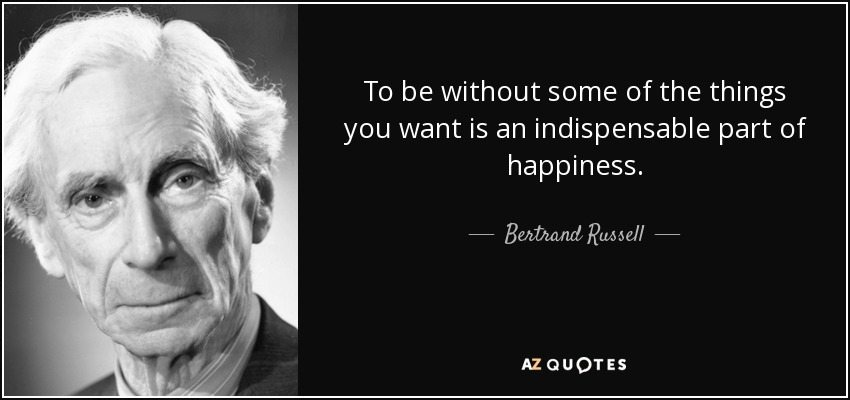 To be without some of the things
you want is an indispensable part of
happiness.
Bertrand Russell
AZ QUOTES